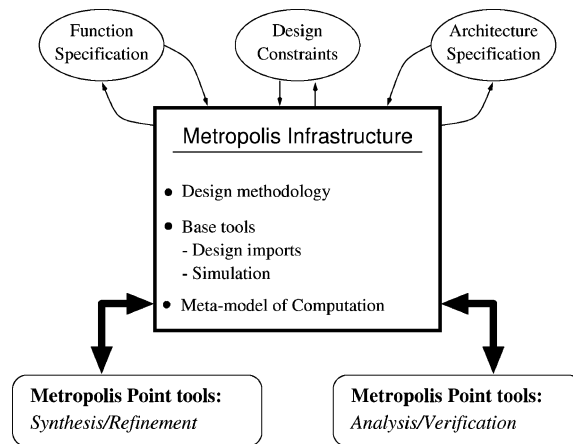 Function
Specification
Design
Constraints
Architecture
Specification
Metropolis Infrastructure
• Design methodology
• Base tools
- Design imports
- Simulation
• Meta-model of Computation
Metropolis Point tools:
Synthesis/Refinement
Metropolis Point tools:
Analysis/Verification